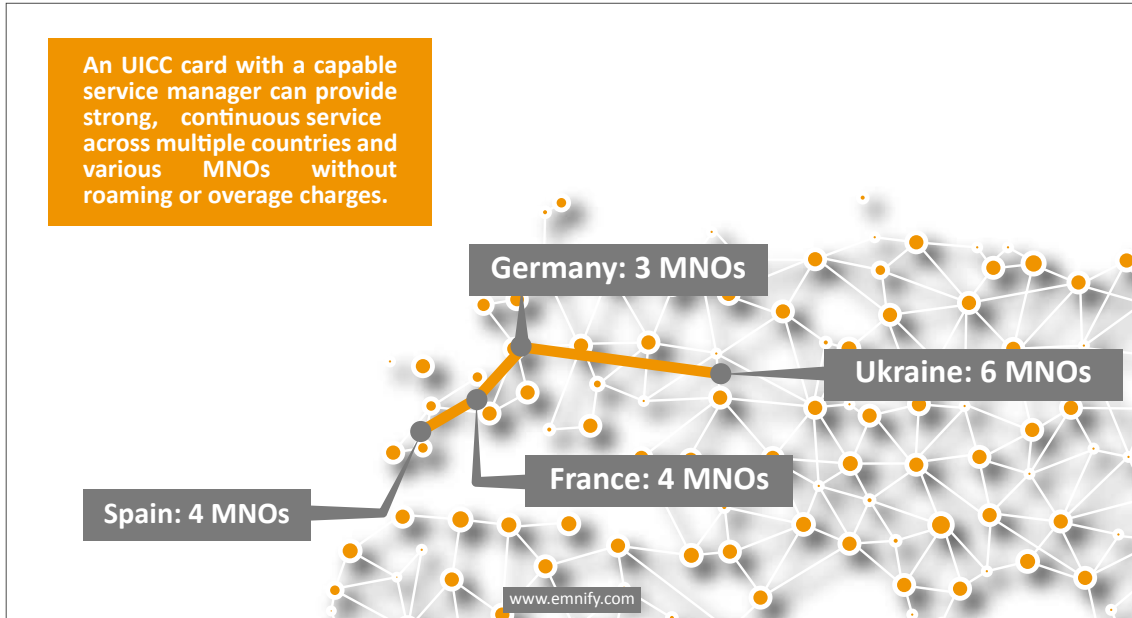 An UICC card with a capable
service manager can provide
strong, continuous service
across multiple countries and
various MNOs without
roaming or overage charges.
Germany: 3 MNOs
Ukraine: 6 MNOs
France: 4 MNOs
Spain: 4 MNOs
www.emnify.com